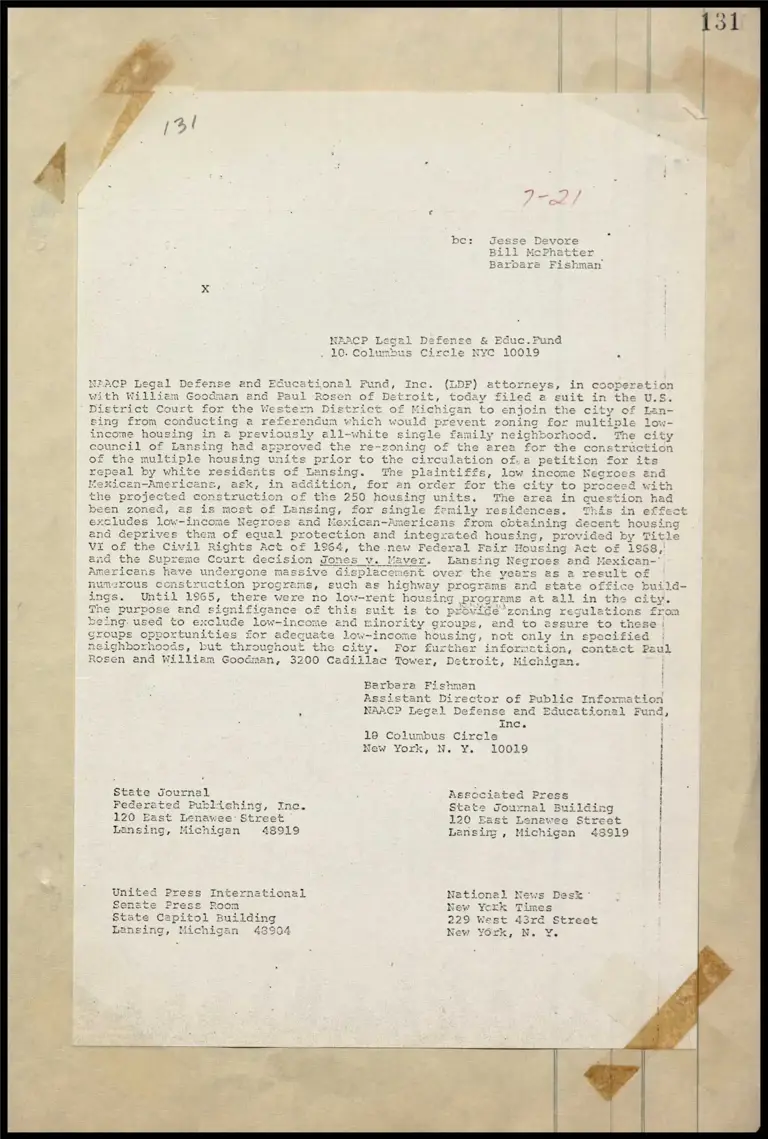 131
131
7-21
bc: Jesse Devore
Bill McPhatter
Barbara Fishman
X
NAACP Legal Defense & Educ.Fund
10 Columbus Circle NYC 10019
NAACP Legal Defense and Educational Fund, Inc. (LDF) attorneys, in cooperation
with William Goodman and Paul Rosen of Detroit, today filed a suit in the U.S.
District Court for the Western District of Michigan to enjoin the city of Lan-
sing from conducting a referendum which would prevent zoning for multiple low-
income housing in a previously all-white single family neighborhood. The city
council of Lansing had approved the re-zoning of the area for the construction
of the multiple housing units prior to the circulation of a petition for its
repeal by white residents of Lansing. The plaintiffs, low income Negroes and
Mexican-Americans, ask, in addition, for an order for the city to proceed with
the projected construction of the 250 housing units. The area in question had
been zoned, as is most of Lansing, for single family residences. This in effect
excludes low-income Negroes and Mexican-Americans from obtaining decent housing
and deprives them of equal protection and integrated housing, provided by Title
VI of the Civil Rights Act of 1964, the new Federal Fair Housing Act of 1968,
and the Supreme Court decision Jones v. Mayer. Lansing Negroes and Mexican-
Americans have undergone massive displacement over the years as a result of
numerous construction programs, such as highway programs and state office build-
ings. Until 1965, there were no low-rent housing programs at all in the city.
The purpose and signifigance of this suit is to zoning regulations from
being used to exclude low-income and minority groups, and to assure to these
groups opportunities for adequate low-income housing, not only in specified
neighborhoods, but throughout the city. For further information, contact Paul
Rosen and William Goodman, 3200 Cadillac Tower, Detroit, Michigan.
Barbara Fishman
Assistant Director of Public Information
NAACP Legal Defense and Educational Fund,
Inc.
10 Columbus Circle
New York, N. Y. 10019
State Journal
Federated Publishing, Inc.
120 East Lenawee Street
Lansing, Michigan 48919
Associated Press
State Journal Building
120 East Lenawee Street
Lansing, Michigan 48919
United Press International
Senate Press Room
State Capitol Building
Lansing, Michigan 48904
National News Desk
New York Times
229 West 43rd Street
New York, N. Y.